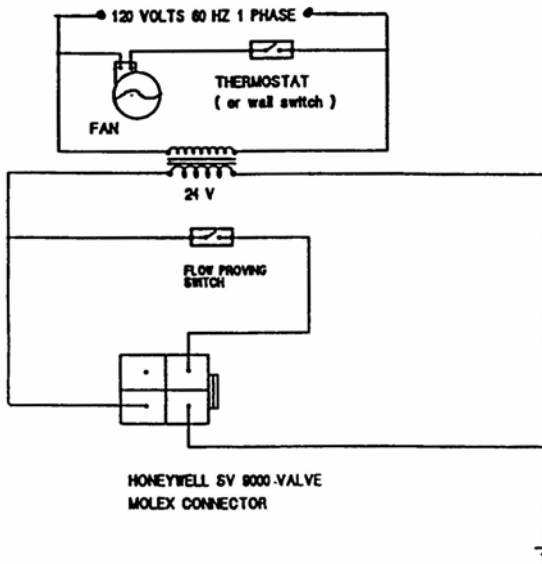 120 VOLTS 60 HZ 1 PHASE
THERMOSTAT
( or wall switch )
FAN
24 V
FLOW PROVING
SWITCH
HONEYWELL SV 9000-VALVE
MOLEX CONNECTOR